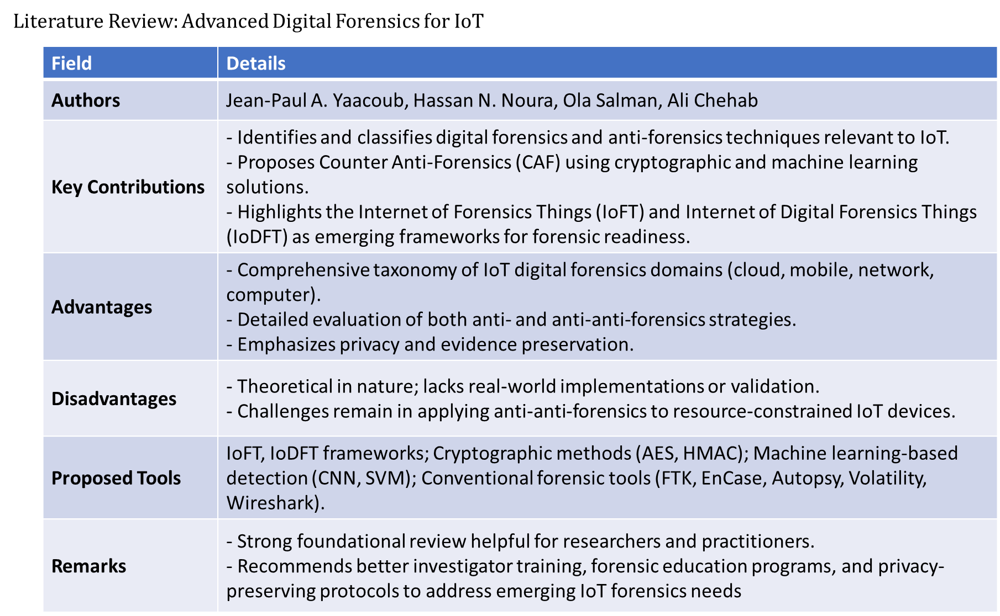 Literature Review: Advanced Digital Forensics for IoT
Field
Details
Authors
Jean-Paul A. Yaacoub, Hassan N. Noura, Ola Salman, Ali Chehab
Key Contributions
- Identifies and classifies digital forensics and anti-forensics techniques relevant to IoT.
- Proposes Counter Anti-Forensics (CAF) using cryptographic and machine learning
solutions.
- Highlights the Internet of Forensics Things (IoFT) and Internet of Digital Forensics Things
(IoDFT) as emerging frameworks for forensic readiness.
Advantages
- Comprehensive taxonomy of IoT digital forensics domains (cloud, mobile, network,
computer).
- Detailed evaluation of both anti- and anti-anti-forensics strategies.
- Emphasizes privacy and evidence preservation.
Disadvantages
- Theoretical in nature; lacks real-world implementations or validation.
- Challenges remain in applying anti-anti-forensics to resource-constrained IoT devices.
Proposed Tools
IoFT, IoDFT frameworks; Cryptographic methods (AES, HMAC); Machine learning-based
detection (CNN, SVM); Conventional forensic tools (FTK, EnCase, Autopsy, Volatility,
Wireshark).
Remarks
- Strong foundational review helpful for researchers and practitioners.
- Recommends better investigator training, forensic education programs, and privacy-
preserving protocols to address emerging IoT forensics needs